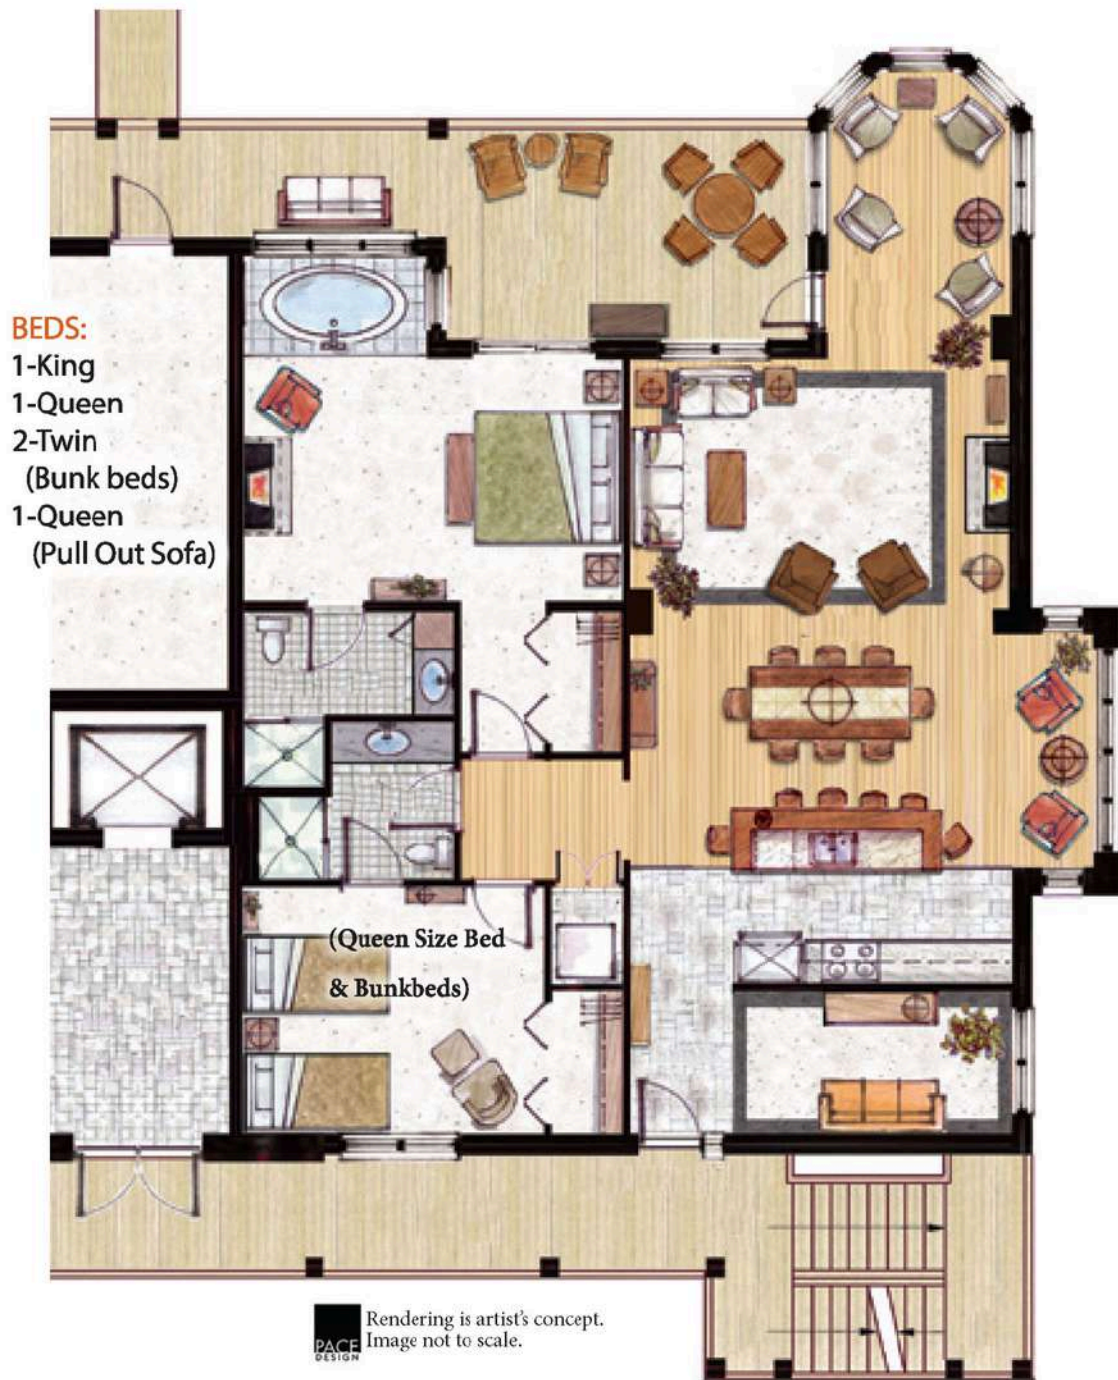 BEDS:
1-King
1-Queen
2-Twin
(Bunk beds)
1-Queen
(Pull Out Sofa)
(Queen Size Bed
& Bunkbeds)
PACE
DESIGN
Rendering is artist's concept.
Image not to scale.